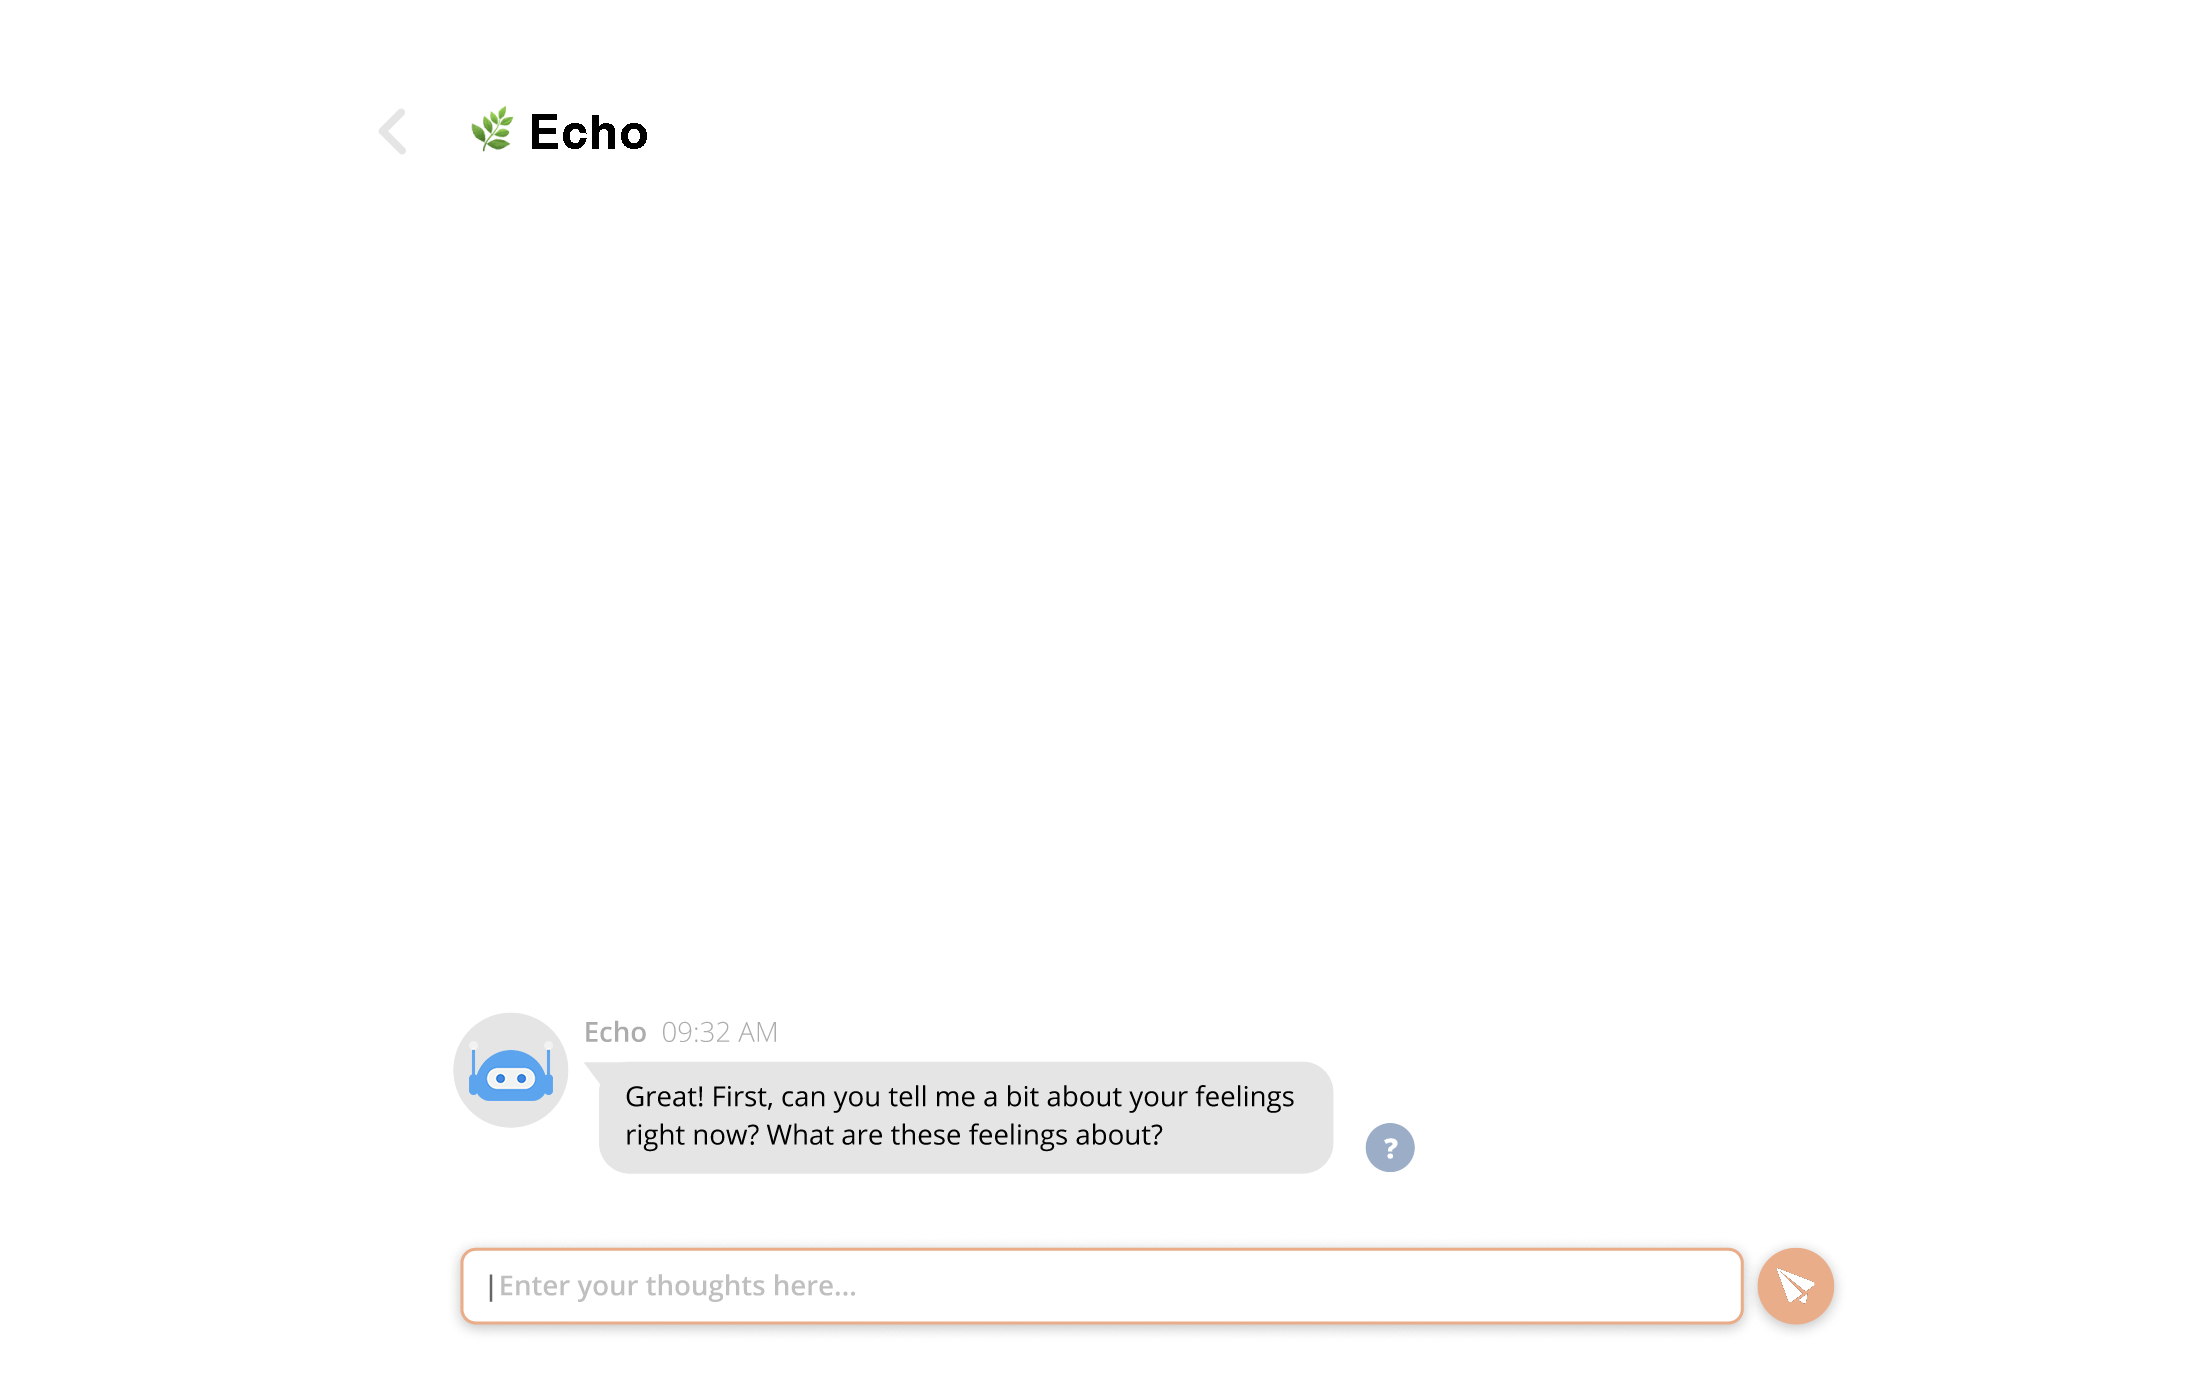 🌿 Echo
Echo 09:32 AM
Great! First, can you tell me a bit about your feelings
right now? What are these feelings about?
?
Enter your thoughts here...